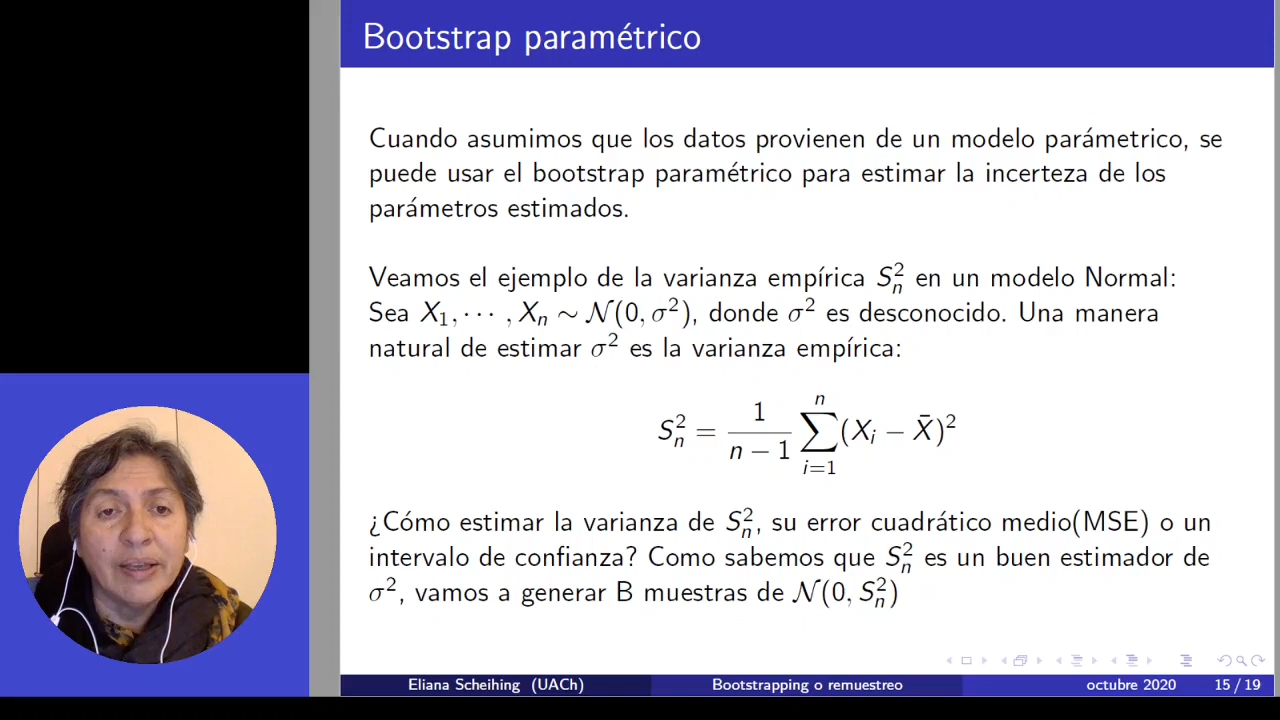 Bootstrap paramétrico
Cuando asumimos que los datos provienen de un modelo parámetrico, se
puede usar el bootstrap paramétrico para estimar la incerteza de los
parámetros estimados.
Veamos el ejemplo de la varianza empírica S²ₙ en un modelo Normal:
Sea X₁, ⋯ , Xₙ ∼ 𝒩(0, σ²), donde σ² es desconocido. Una manera
natural de estimar σ² es la varianza empírica:
S²ₙ = 1/(n − 1) ∑ⁿᵢ₌₁ (Xᵢ − X̄)²
¿Cómo estimar la varianza de S²ₙ, su error cuadrático medio(MSE) o un
intervalo de confianza? Como sabemos que S²ₙ es un buen estimador de
σ², vamos a generar B muestras de 𝒩(0, S²ₙ)
Eliana Scheihing (UACh) Bootstrapping o remuestreo octubre 2020 15 / 19